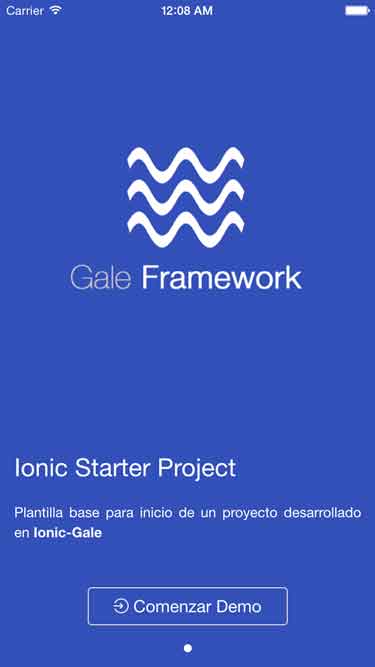 Carrier 12:08 AM
Gale Framework
Ionic Starter Project
Plantilla base para inicio de un proyecto desarrollado
en Ionic-Gale
Comenzar Demo